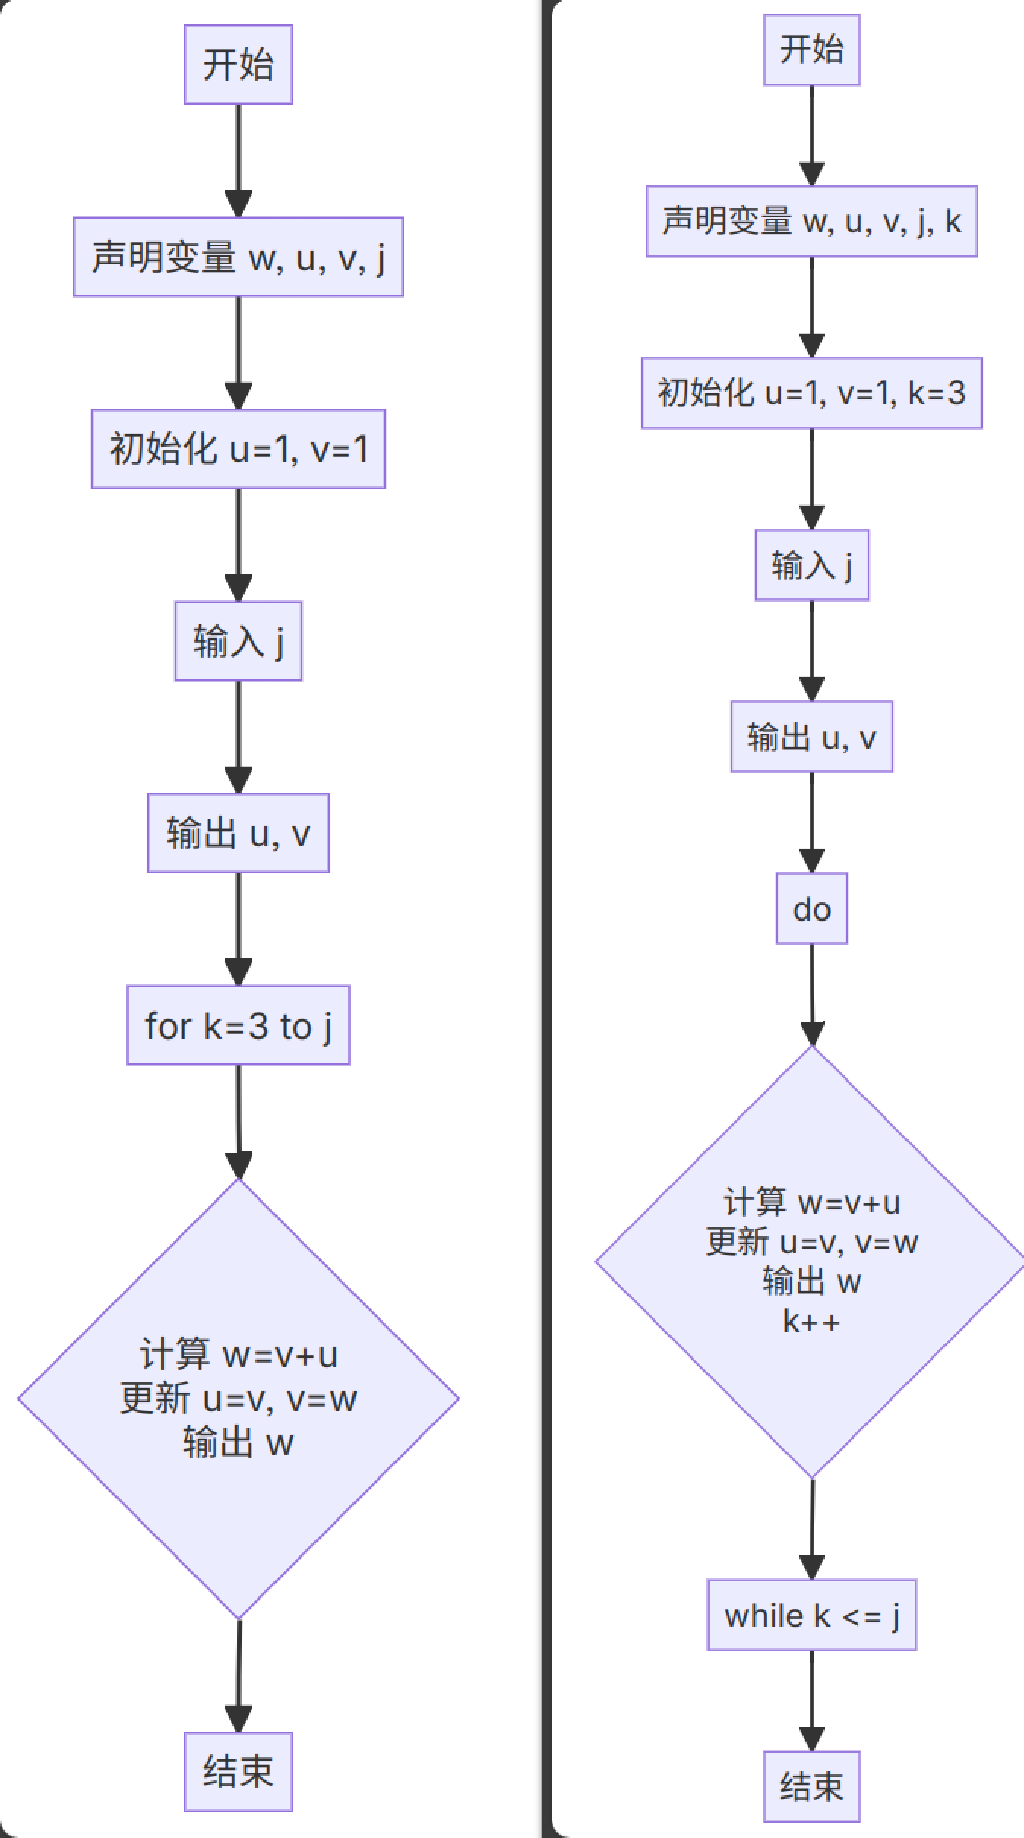 开始
声明变量 w, u, v, j
初始化 u=1, v=1
输入 j
输出 u, v
for k=3 to j
计算 w=v+u
更新 u=v, v=w
输出 w
结束
开始
声明变量 w, u, v, j, k
初始化 u=1, v=1, k=3
输入 j
输出 u, v
do
计算 w=v+u
更新 u=v, v=w
输出 w
k++
while k <= j
结束